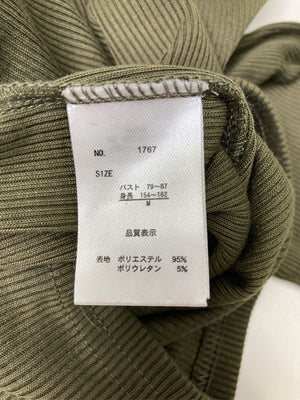 NO. 1767
SIZE
バスト 79〜87
身長 154〜162
M
品質表示
表地 ポリエステル 95%
ポリウレタン 5%